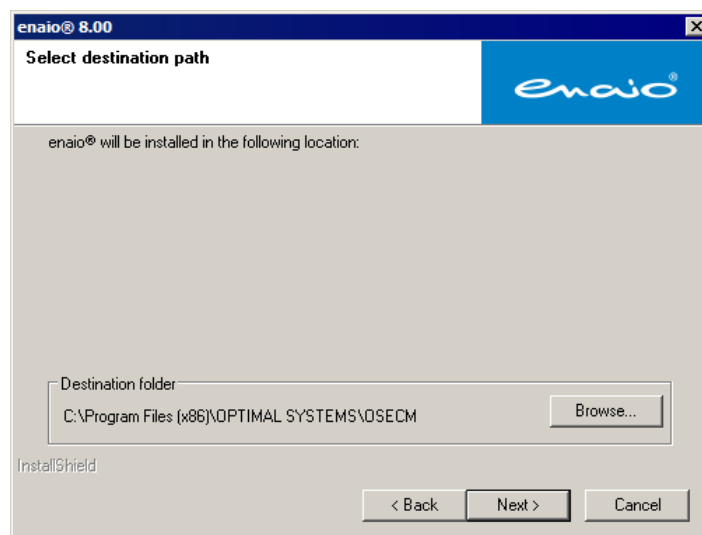 enaio® 8.00
Select destination path
enaio®
enaio® will be installed in the following location:
Destination folder
C:\Program Files (x86)\OPTIMAL SYSTEMS\OSECM
Browse...
InstallShield
< Back
Next >
Cancel